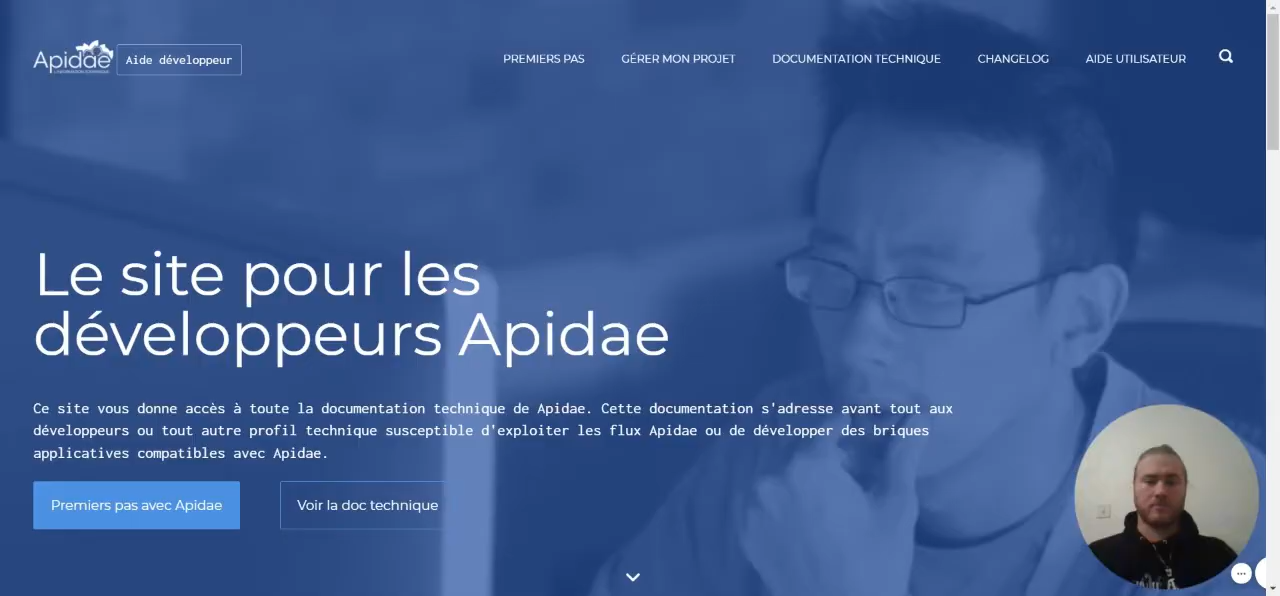 Apidae
Aide développeur
PREMIERS PAS
GÉRER MON PROJET
DOCUMENTATION TECHNIQUE
CHANGELOG
AIDE UTILISATEUR
Le site pour les
développeurs Apidae
Ce site vous donne accès à toute la documentation technique de Apidae. Cette documentation s'adresse avant tout aux
développeurs ou tout autre profil technique susceptible d'exploiter les flux Apidae ou de développer des briques
applicatives compatibles avec Apidae.
Premiers pas avec Apidae
Voir la doc technique